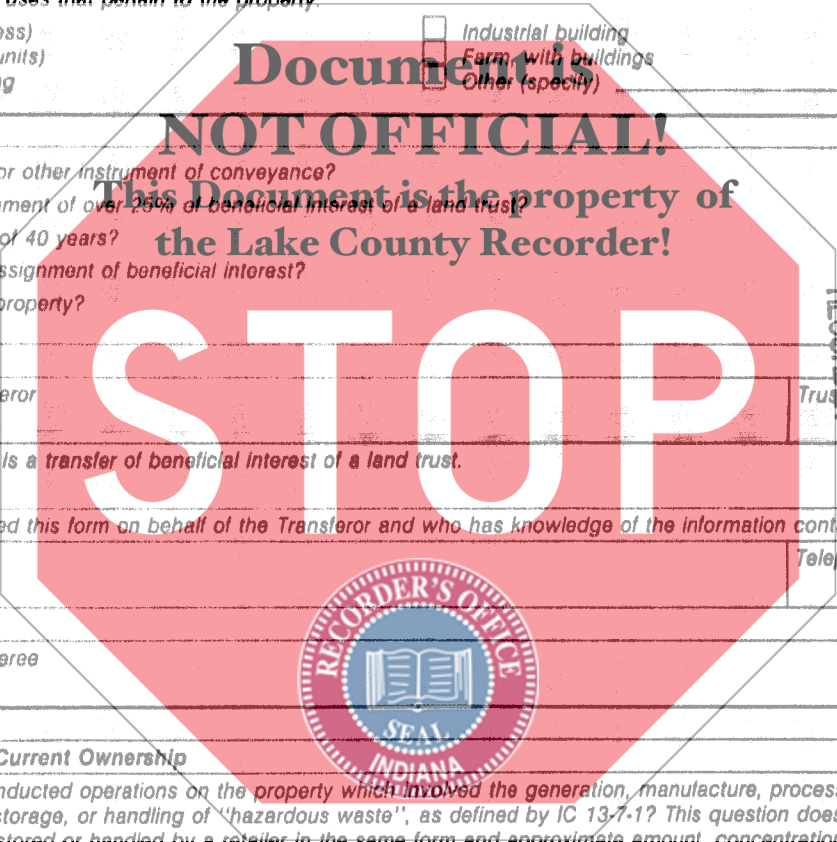 uses that pertain to the property.
ess) Industrial building
units) Farm, with buildings
ng Other (specify)
Document is
NOT OFFICIAL!
or other instrument of conveyance?
This Document is the property of
nment of over 25% of beneficial interest of a land trust?
of 40 years?
the Lake County Recorder!
ssignment of beneficial interest?
property?
STOP
eror Trus
is a transfer of beneficial interest of a land trust.
ed this form on behalf of the Transferor and who has knowledge of the information cont
Telep
RECORDER'S OFFICE
SEAL
INDIANA
eree
Current Ownership
nducted operations on the property which involved the generation, manufacture, process
storage, or handling of "hazardous waste", as defined by IC 13-7-1? This question does
stored or handled by a retailer in the same form and approximate amount, concentration